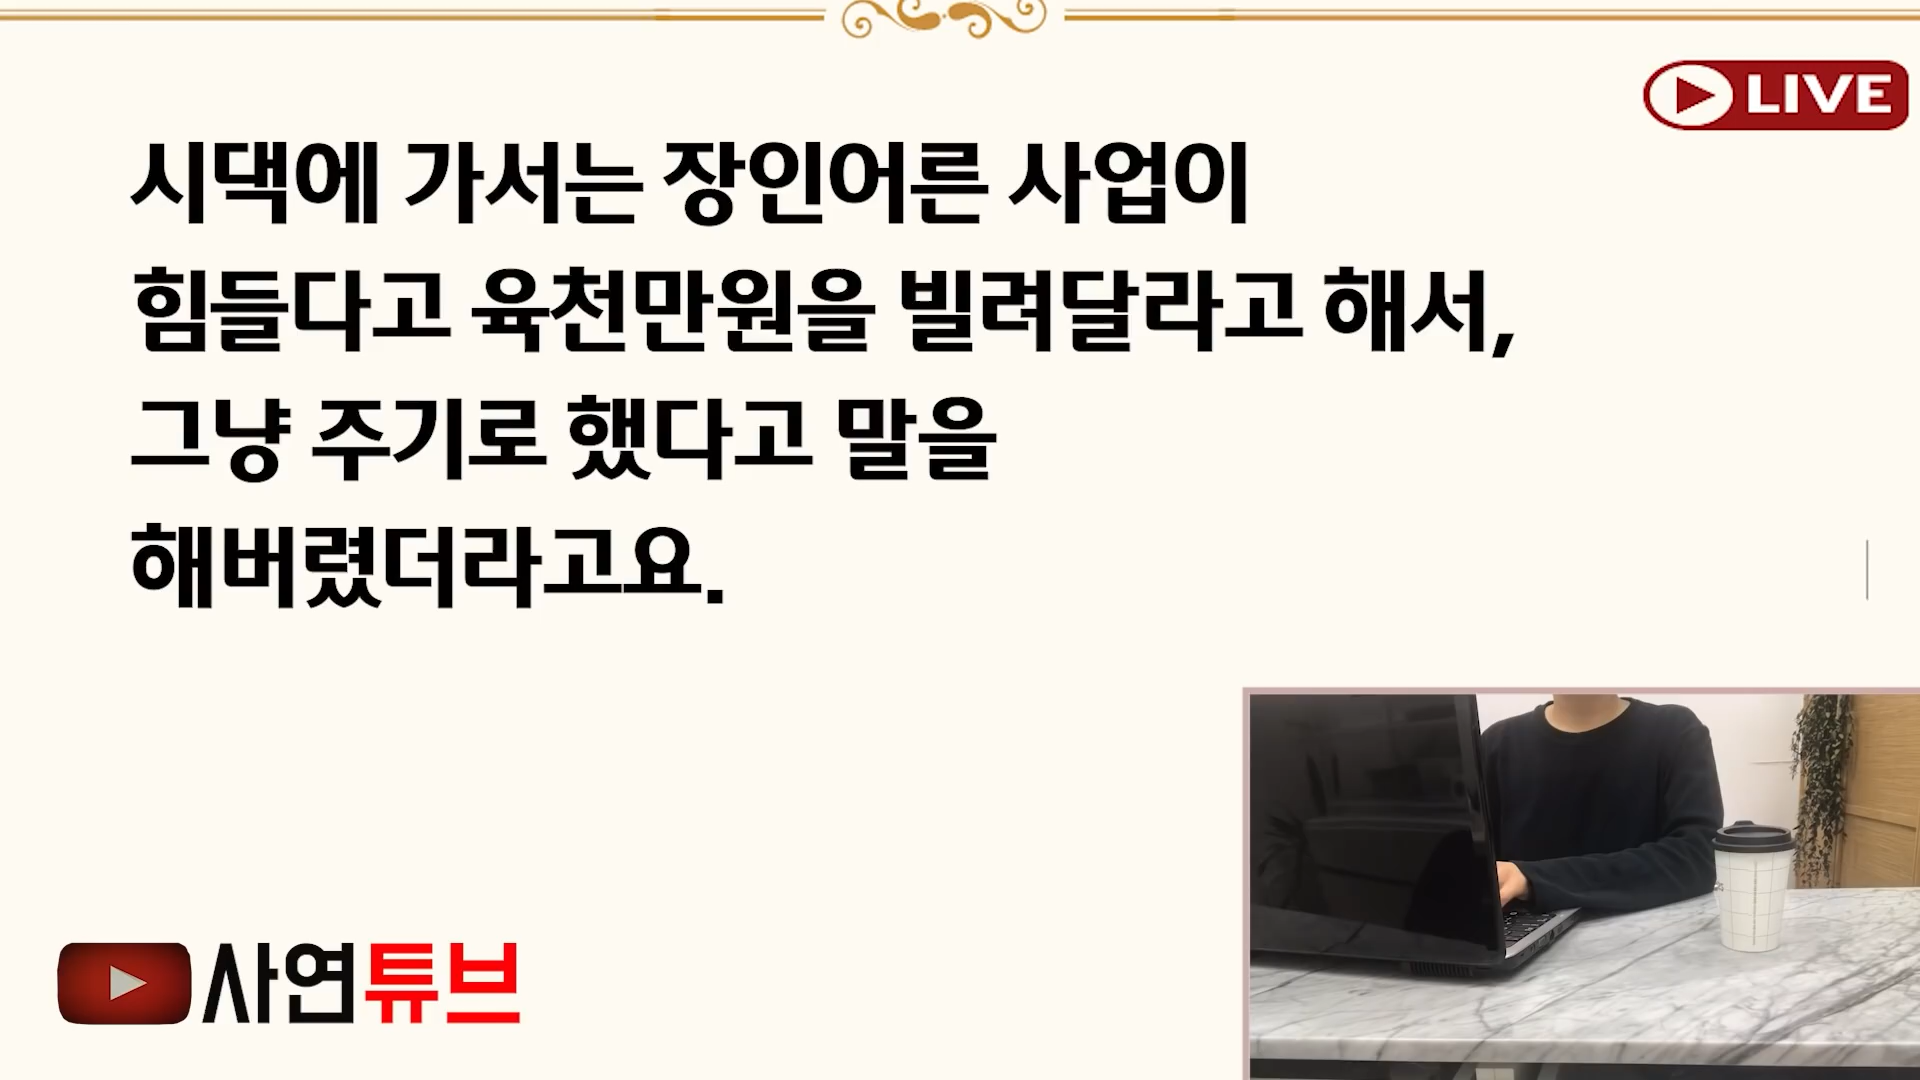 LIVE
시댁에 가서는 장인어른 사업이
힘들다고 육천만원을 빌려달라고 해서,
그냥 주기로 했다고 말을
해버렸더라고요.
사연튜브